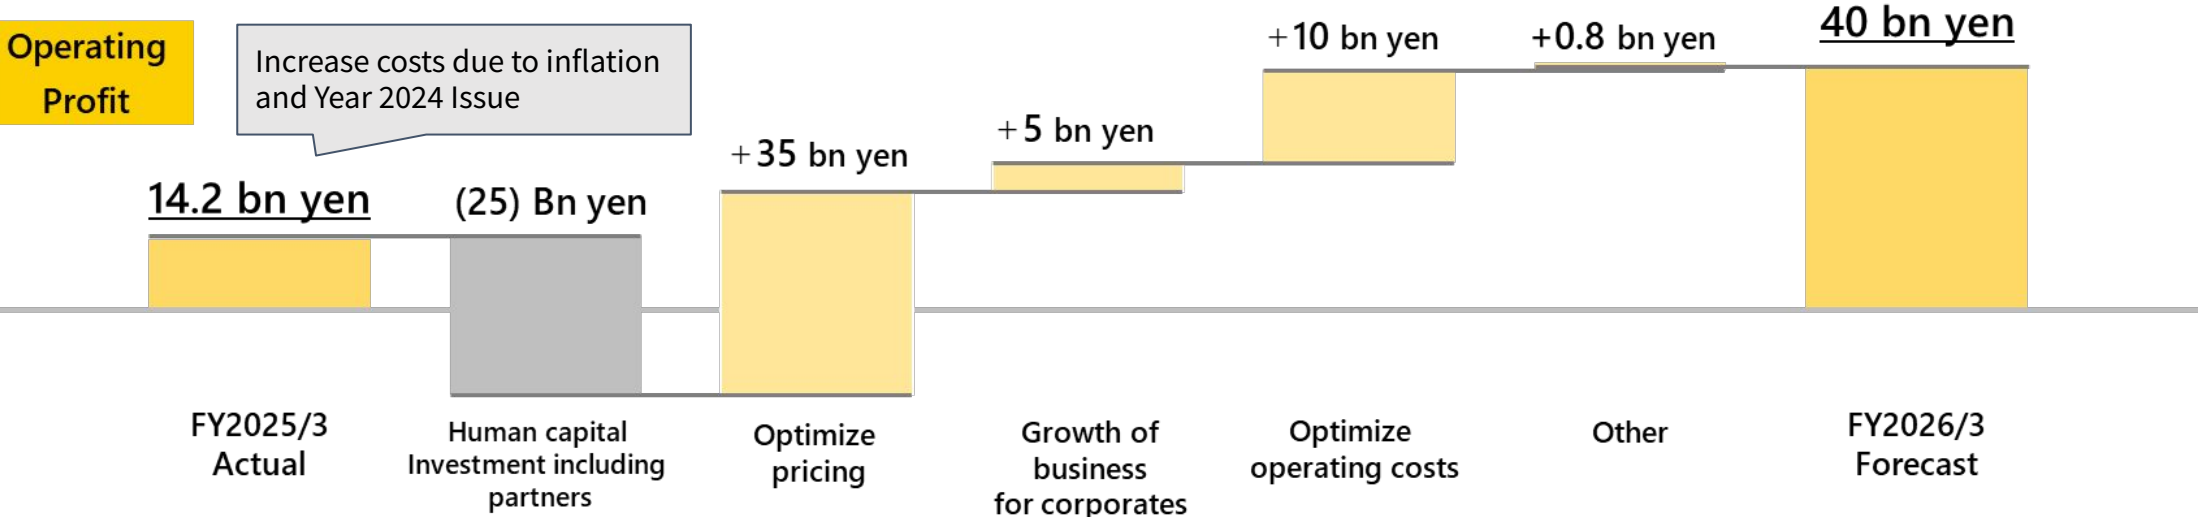 Operating
Profit
Increase costs due to inflation
and Year 2024 Issue
14.2 bn yen
(25) Bn yen
+35 bn yen
+5 bn yen
+10 bn yen
+0.8 bn yen
40 bn yen
FY2025/3
Actual
Human capital
Investment including
partners
Optimize
pricing
Growth of
business
for corporates
Optimize
operating costs
Other
FY2026/3
Forecast